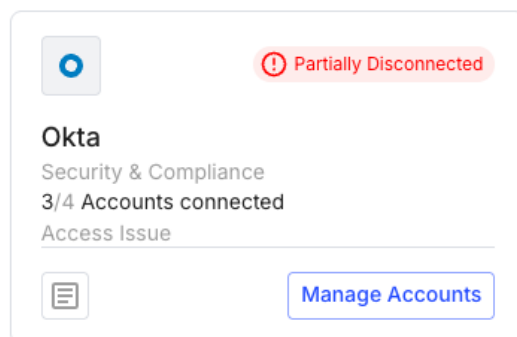 Partially Disconnected
Okta
Security & Compliance
3/4 Accounts connected
Access Issue
Manage Accounts